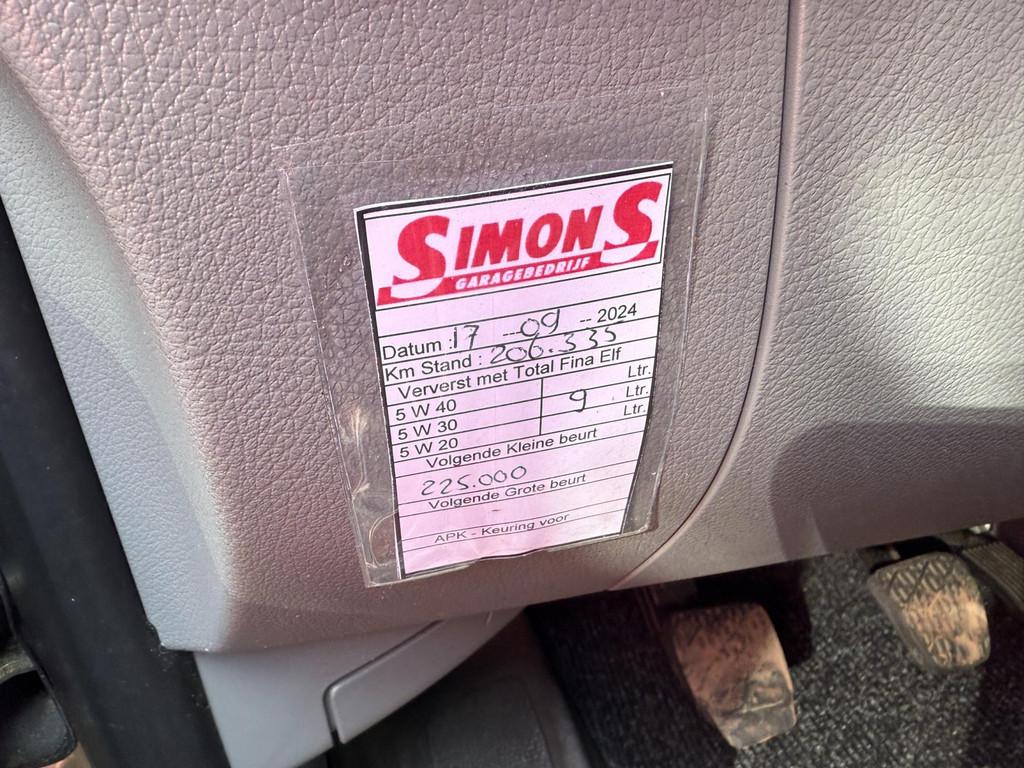 SIMONS
GARAGEBEDRIJF
Datum : 17 -- 09 -- 2024
Km Stand : 206.335
Ververst met Total Fina Elf
5 W 40 Ltr.
5 W 30 9 Ltr.
5 W 20 Ltr.
Volgende Kleine beurt
225.000
Volgende Grote beurt
APK - Keuring voor